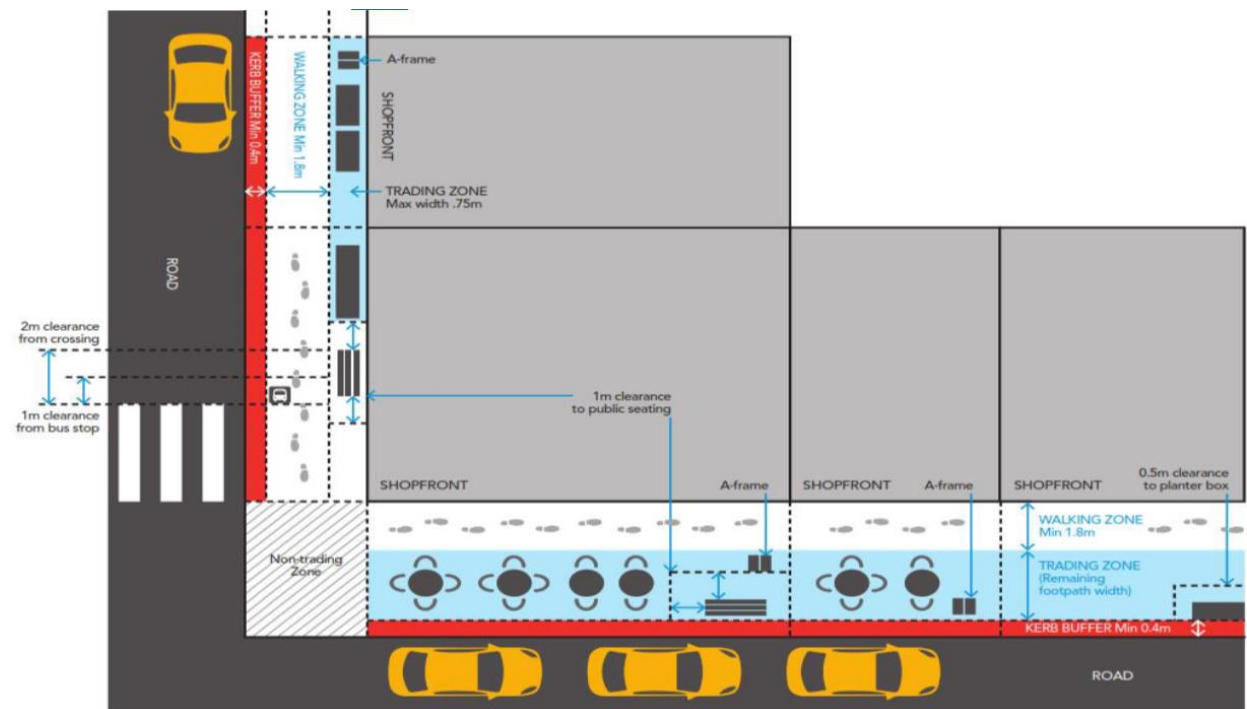 A-frame
KERB BUFFER Min 0.4m
WALKING ZONE Min 1.8m
SHOPFRONT
TRADING ZONE
Max width .75m
ROAD
2m clearance
from crossing
1m clearance
from bus stop
1m clearance
to public seating
SHOPFRONT
A-frame
SHOPFRONT
A-frame
SHOPFRONT
0.5m clearance
to planter box
WALKING ZONE
Min 1.8m
Non-trading
Zone
TRADING ZONE
(Remaining
footpath width)
KERB BUFFER Min 0.4m
ROAD